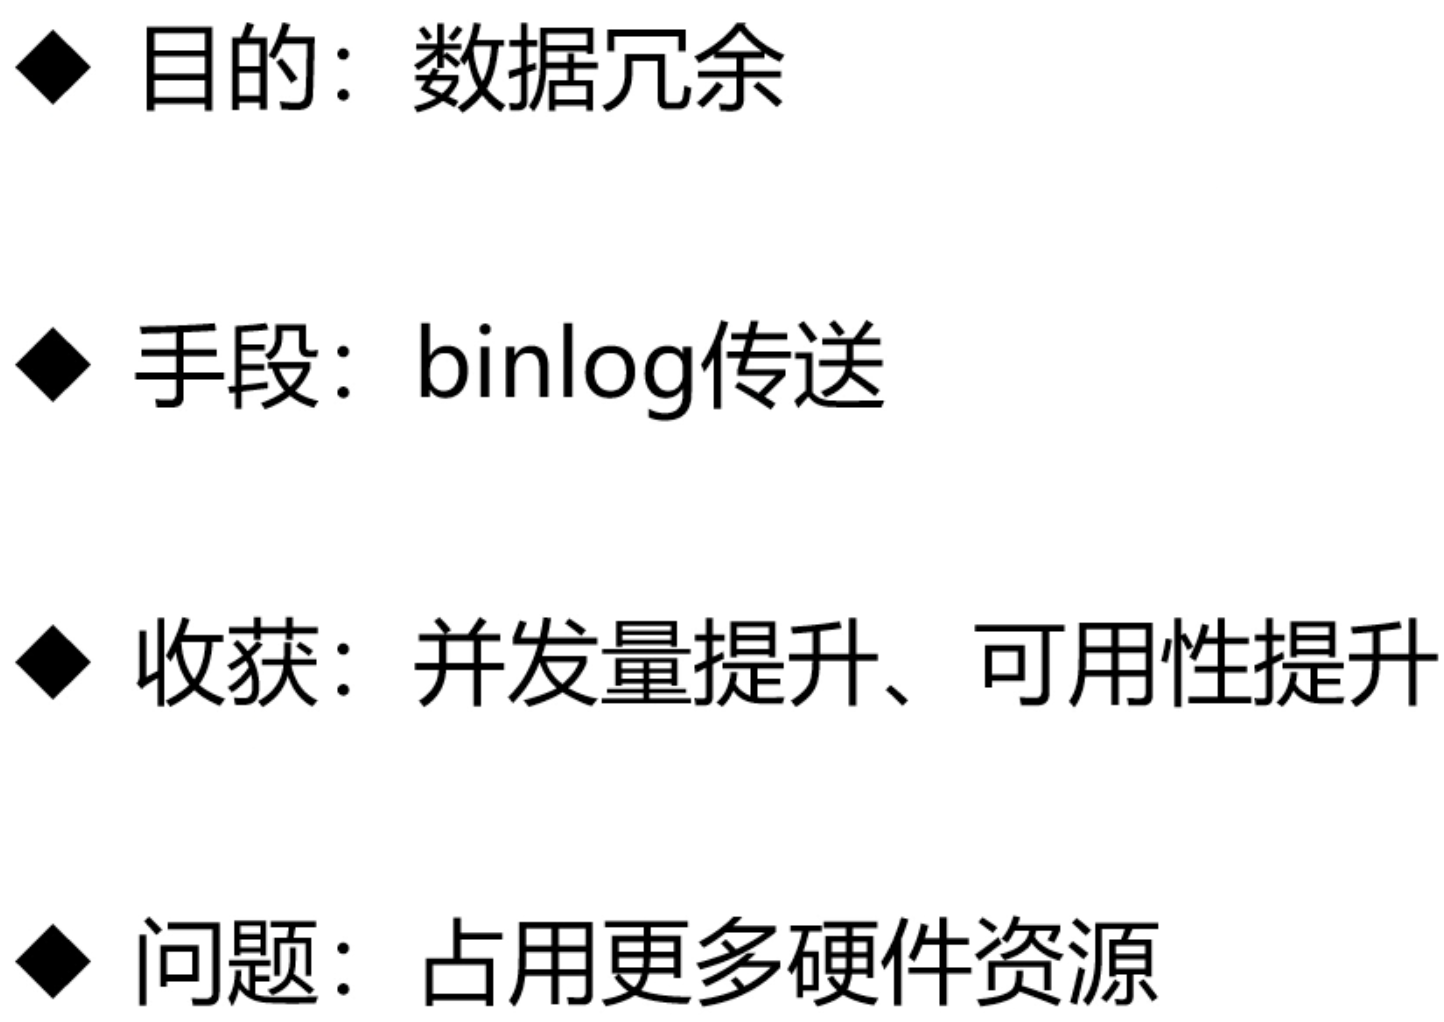 ◆ 目的：数据冗余
◆ 手段：binlog传送
◆ 收获：并发量提升、可用性提升
◆ 问题：占用更多硬件资源